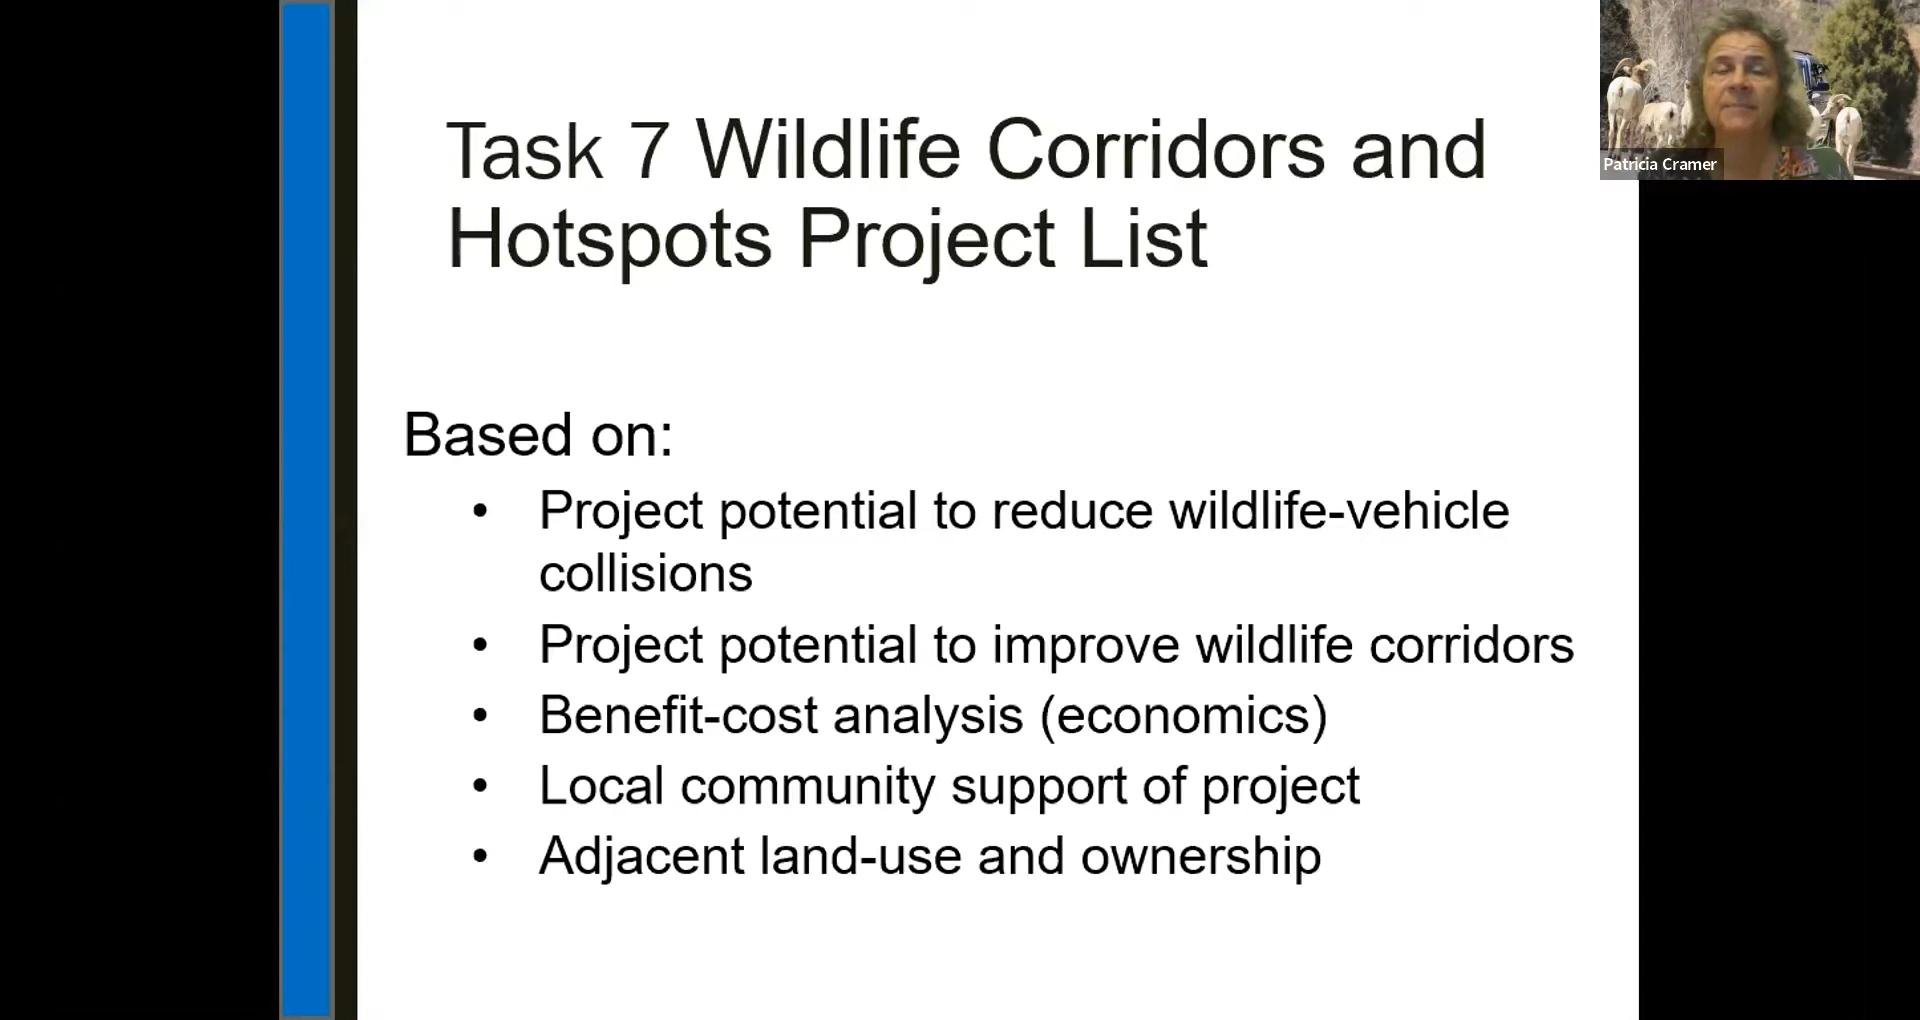 Task 7 Wildlife Corridors and
Hotspots Project List
Patricia Cramer
Based on:
• Project potential to reduce wildlife-vehicle
collisions
• Project potential to improve wildlife corridors
• Benefit-cost analysis (economics)
• Local community support of project
• Adjacent land-use and ownership